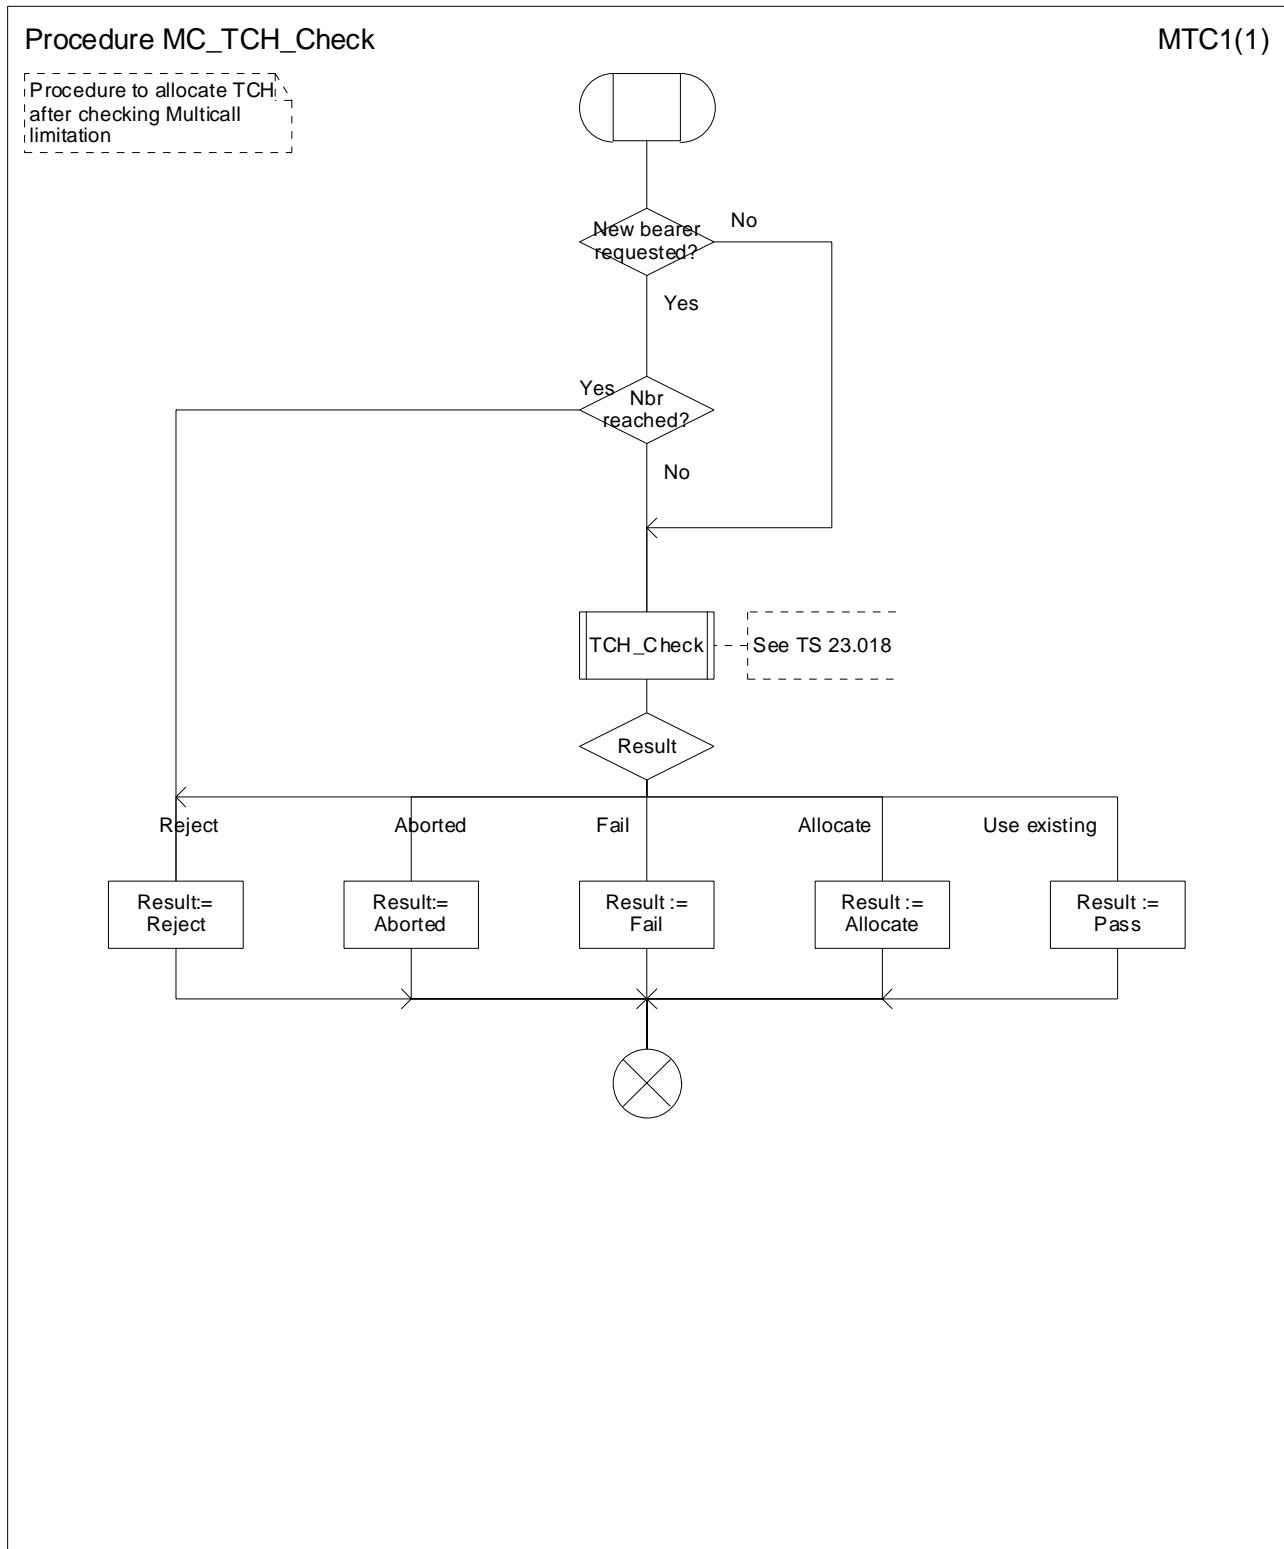 Procedure MC_TCH_Check
MTC1(1)
Procedure to allocate TCH
after checking Multicall
limitation
New bearer
requested?
No
Yes
Yes
Nbr
reached?
No
TCH_Check
See TS 23.018
Result
Reject
Aborted
Fail
Allocate
Use existing
Result:=
Reject
Result:=
Aborted
Result :=
Fail
Result :=
Allocate
Result :=
Pass